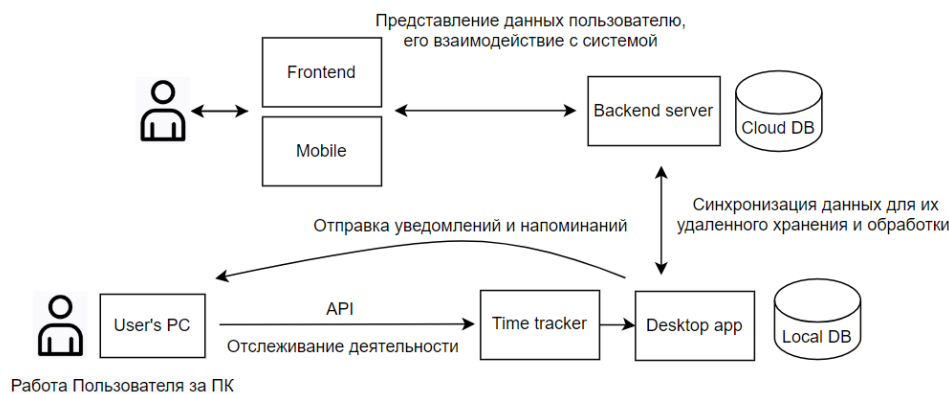 Представление данных пользователю,
его взаимодействие с системой
Frontend
Mobile
Backend server
Cloud DB
Синхронизация данных для их
удаленного хранения и обработки
Отправка уведомлений и напоминаний
User's PC
API
Отслеживание деятельности
Time tracker
Desktop app
Local DB
Работа Пользователя за ПК